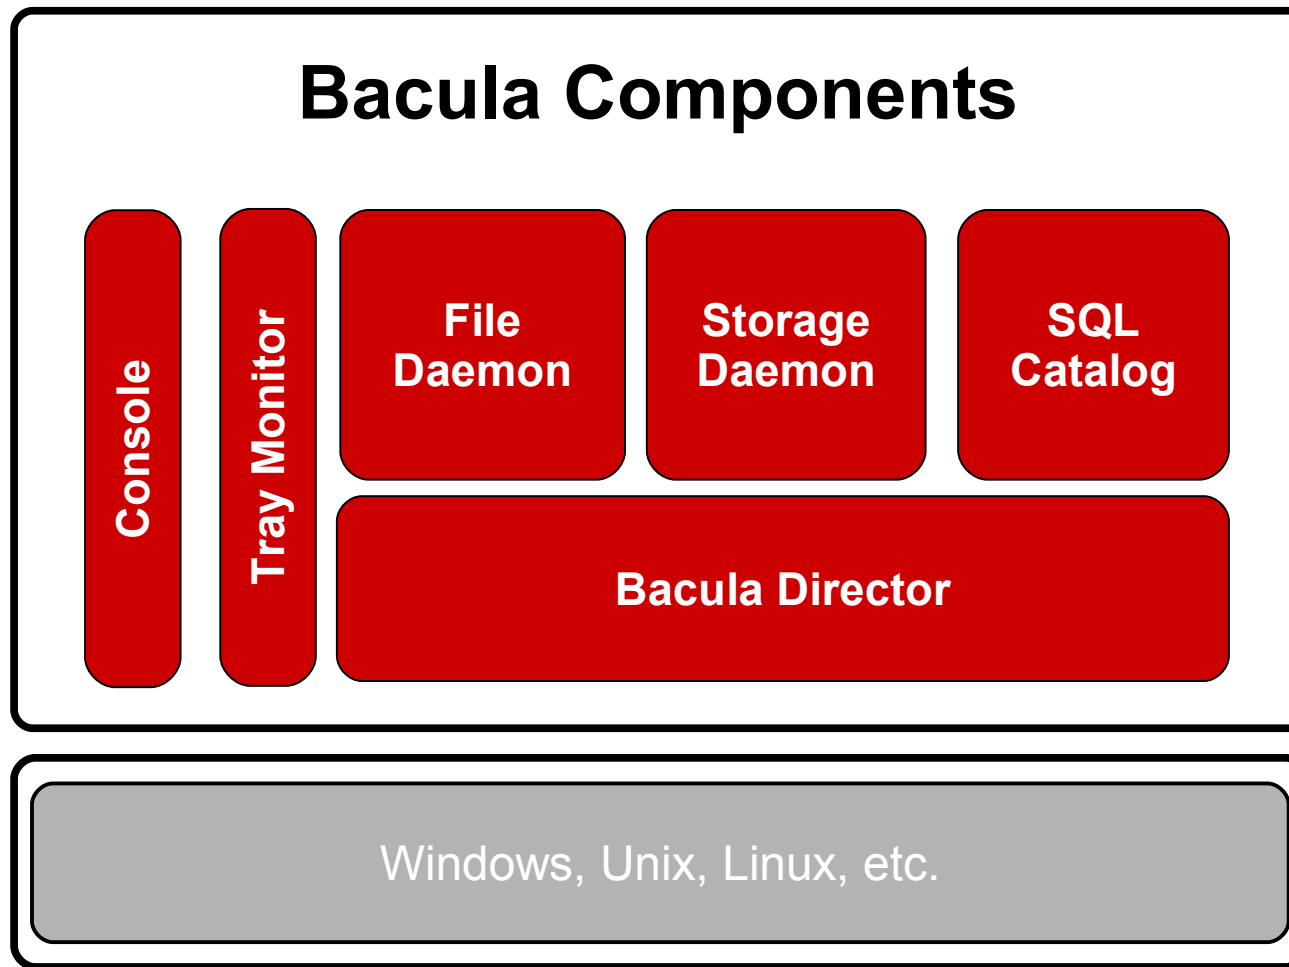 Bacula Components
Console
Tray Monitor
File
Daemon
Storage
Daemon
SQL
Catalog
Bacula Director
Windows, Unix, Linux, etc.